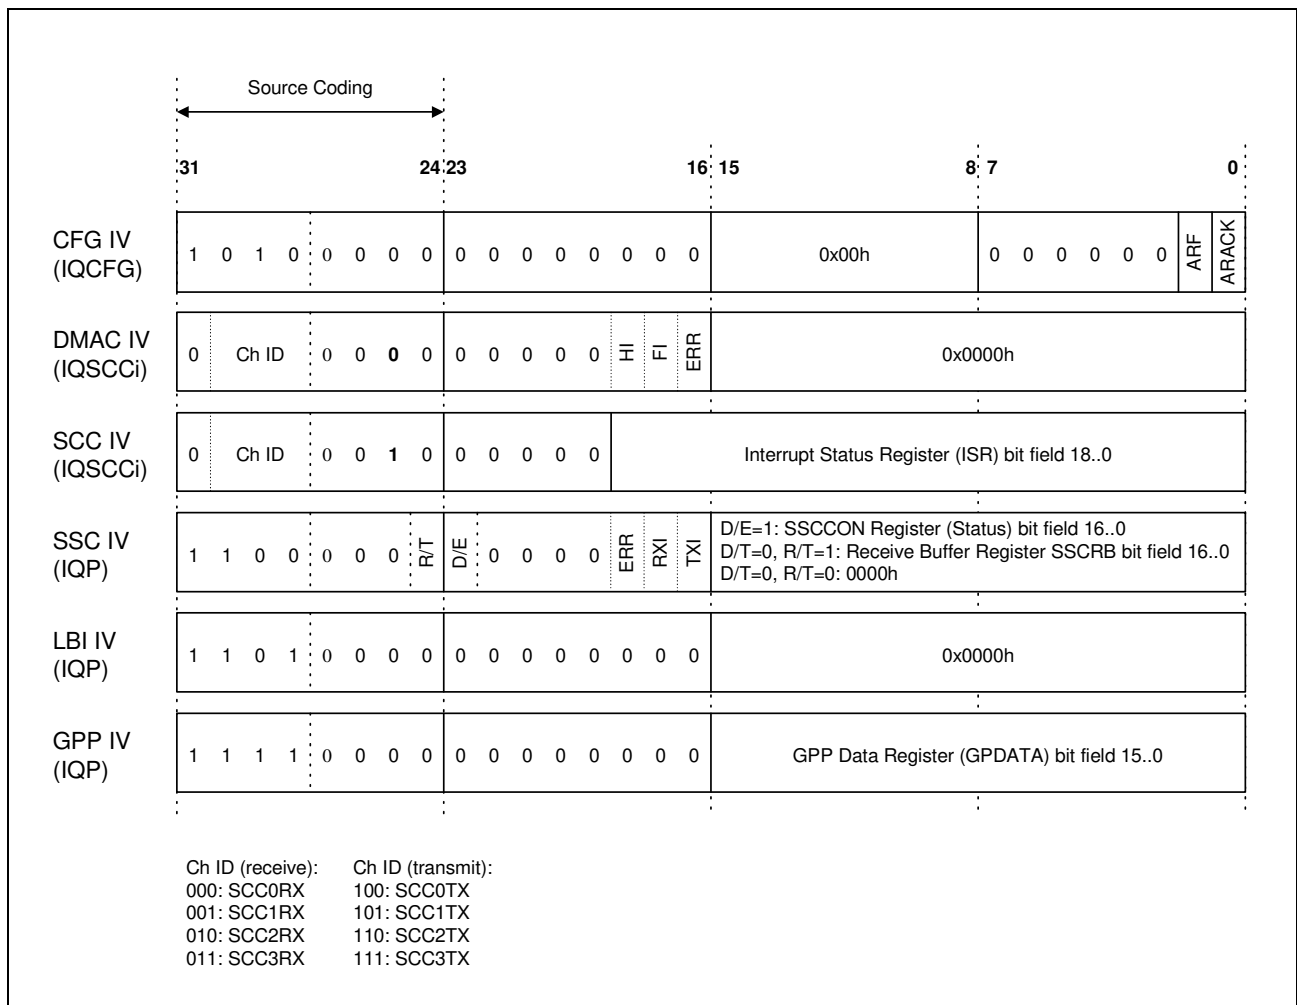 Source Coding
31 24 23 16 15 8 7 0
CFG IV
(IQCFG)
1 0 1 0 0 0 0 0 0 0 0 0 0 0 0 0 0x00h 0 0 0 0 0 0 ARF ARACK
DMAC IV
(IQSCCi)
0 Ch ID 0 0 0 0 0 0 0 0 0 HI FI ERR 0x0000h
SCC IV
(IQSCCi)
0 Ch ID 0 0 1 0 0 0 0 0 0 Interrupt Status Register (ISR) bit field 18..0
SSC IV
(IQP)
1 1 0 0 0 0 0 R/T D/E 0 0 0 0 ERR RXI TXI
D/E=1: SSCCON Register (Status) bit field 16..0
D/T=0, R/T=1: Receive Buffer Register SSCRB bit field 16..0
D/T=0, R/T=0: 0000h
LBI IV
(IQP)
1 1 0 1 0 0 0 0 0 0 0 0 0 0 0 0 0x0000h
GPP IV
(IQP)
1 1 1 1 0 0 0 0 0 0 0 0 0 0 0 0 GPP Data Register (GPDATA) bit field 15..0
Ch ID (receive): Ch ID (transmit):
000: SCC0RX 100: SCC0TX
001: SCC1RX 101: SCC1TX
010: SCC2RX 110: SCC2TX
011: SCC3RX 111: SCC3TX